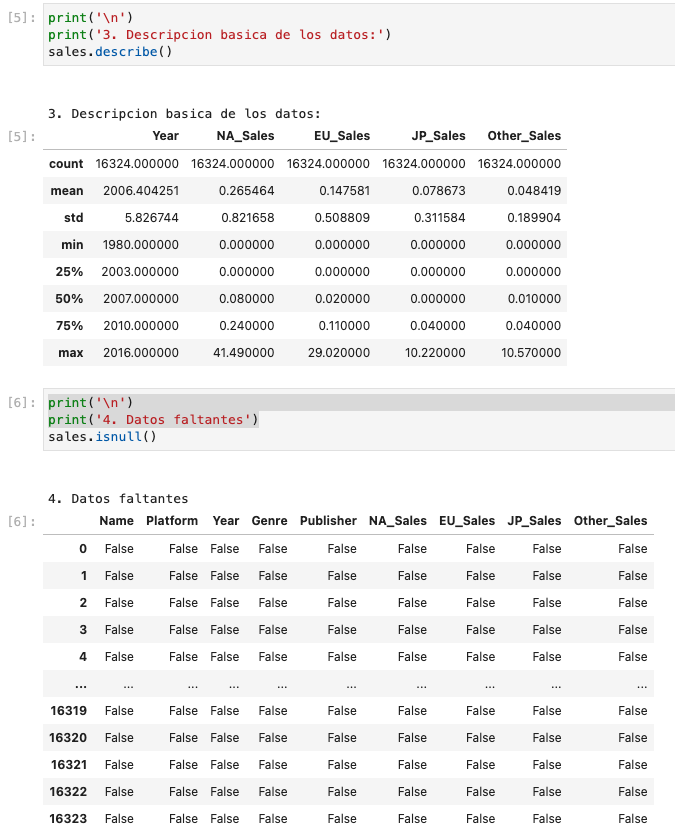 [5]: print('\n')
print('3. Descripcion basica de los datos:')
sales.describe()
3. Descripcion basica de los datos:
[5]: Year NA_Sales EU_Sales JP_Sales Other_Sales
count 16324.000000 16324.000000 16324.000000 16324.000000 16324.000000
mean 2006.404251 0.265464 0.147581 0.078673 0.048419
std 5.826744 0.821658 0.508809 0.311584 0.189904
min 1980.000000 0.000000 0.000000 0.000000 0.000000
25% 2003.000000 0.000000 0.000000 0.000000 0.000000
50% 2007.000000 0.080000 0.020000 0.000000 0.010000
75% 2010.000000 0.240000 0.110000 0.040000 0.040000
max 2016.000000 41.490000 29.020000 10.220000 10.570000
[6]: print('\n')
print('4. Datos faltantes')
sales.isnull()
4. Datos faltantes
[6]: Name Platform Year Genre Publisher NA_Sales EU_Sales JP_Sales Other_Sales
0 False False False False False False False False False
1 False False False False False False False False False
2 False False False False False False False False False
3 False False False False False False False False False
4 False False False False False False False False False
... ... ... ... ... ... ... ... ... ...
16319 False False False False False False False False False
16320 False False False False False False False False False
16321 False False False False False False False False False
16322 False False False False False False False False False
16323 False False False False False False False False False